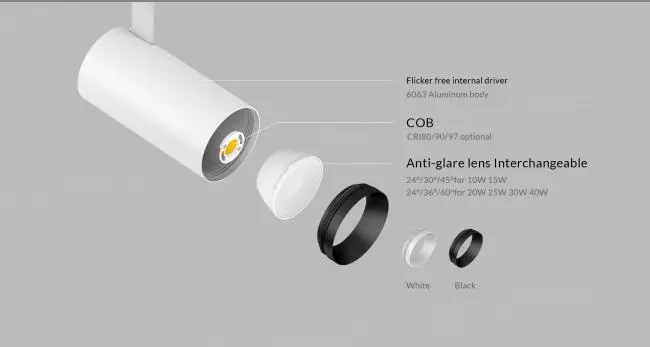 Flicker free internal driver
6063 Aluminum body
COB
CRI80/90/97 optional
Anti-glare lens Interchangeable
24°/30°/45°for 10W 15W
24°/36°/60°for 20W 25W 30W 40W
White
Black